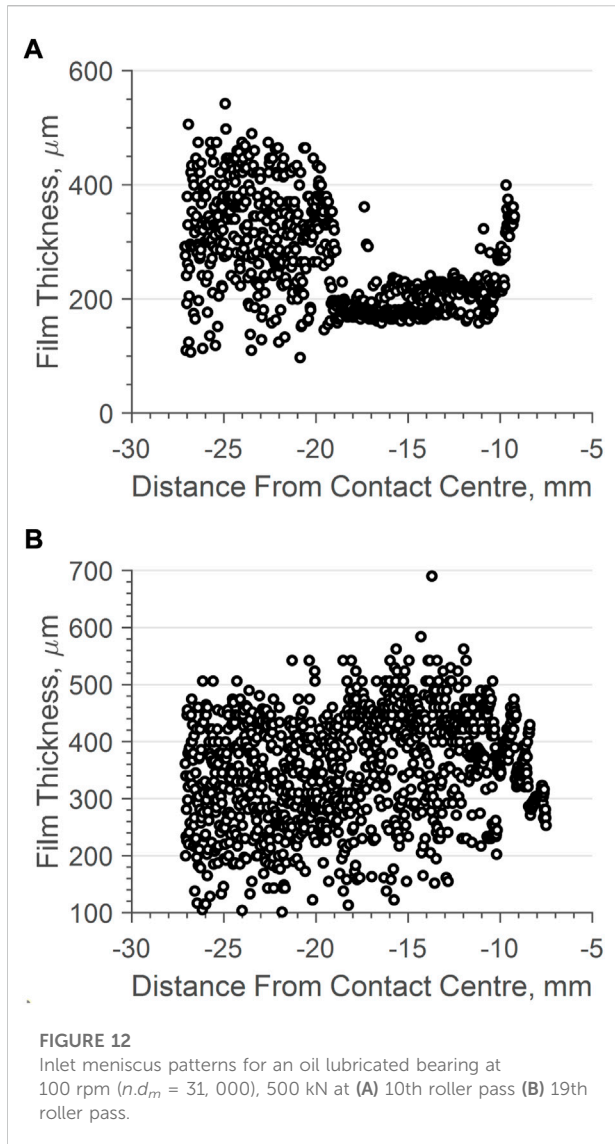 A
600
400
200
0
Film Thickness, μm
-30
-25
-20
-15
-10
-5
Distance From Contact Centre, mm
B
700
600
500
400
300
200
100
Film Thickness, μm
-30
-25
-20
-15
-10
-5
Distance From Contact Centre, mm
FIGURE 12
Inlet meniscus patterns for an oil lubricated bearing at
100 rpm (n.dₘ = 31, 000), 500 kN at (A) 10th roller pass (B) 19th
roller pass.